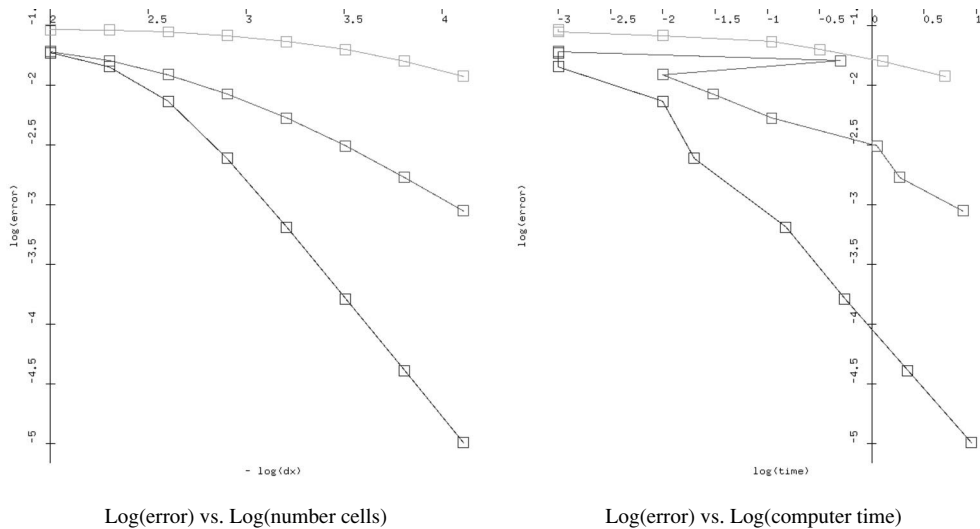 2 2.5 3 3.5 4
-1.
-2
-2.5
-3
-3.5
-4
-4.5
-5
log(error)
- log(dx)
-3 -2.5 -2 -1.5 -1 -0.5 0 0.5 1
-1.
-2
-2.5
-3
-3.5
-4
-4.5
-5
log(error)
log(time)
Log(error) vs. Log(number cells)
Log(error) vs. Log(computer time)